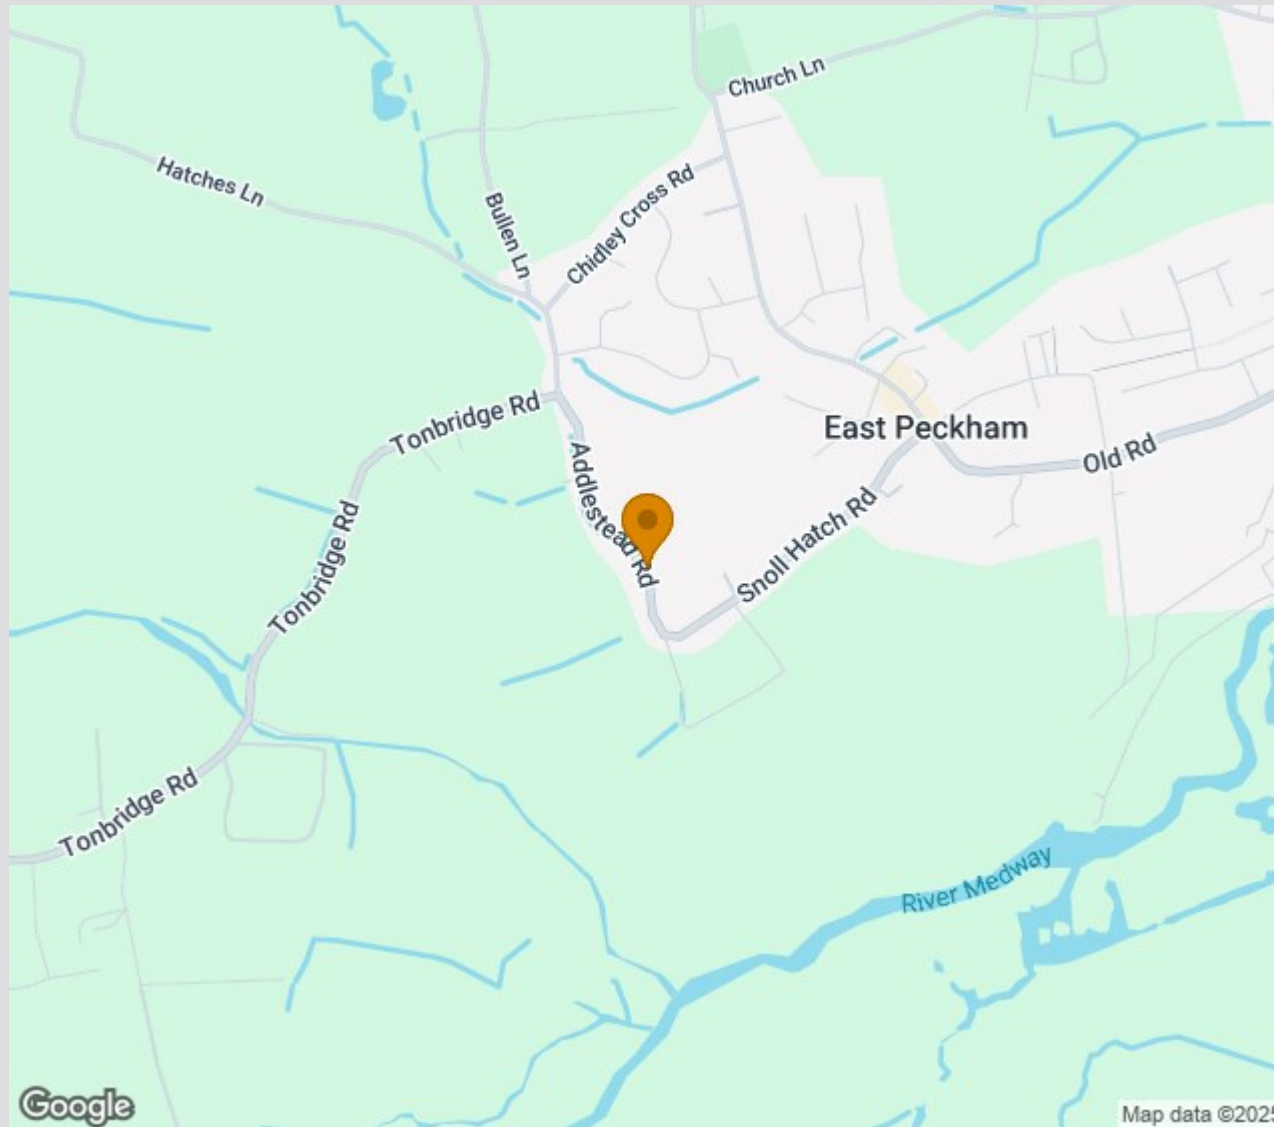 Church Ln
Hatches Ln
Bullen Ln
Chidley Cross Rd
Tonbridge Rd
East Peckham
Old Rd
Addlestead Rd
Snoll Hatch Rd
Tonbridge Rd
Tonbridge Rd
River Medway
Google
Map data ©2025